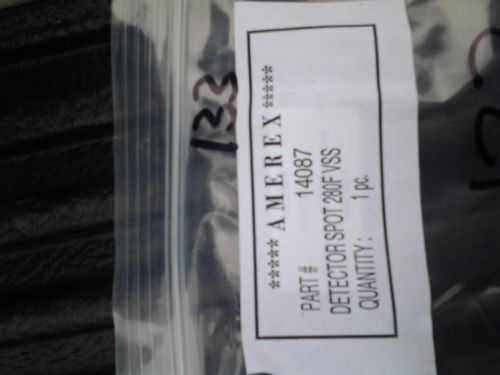 ***** AMEREX *****
PART # 14087
DETECTOR SPOT 280F VSS
QUANTITY: 1 pc.
133